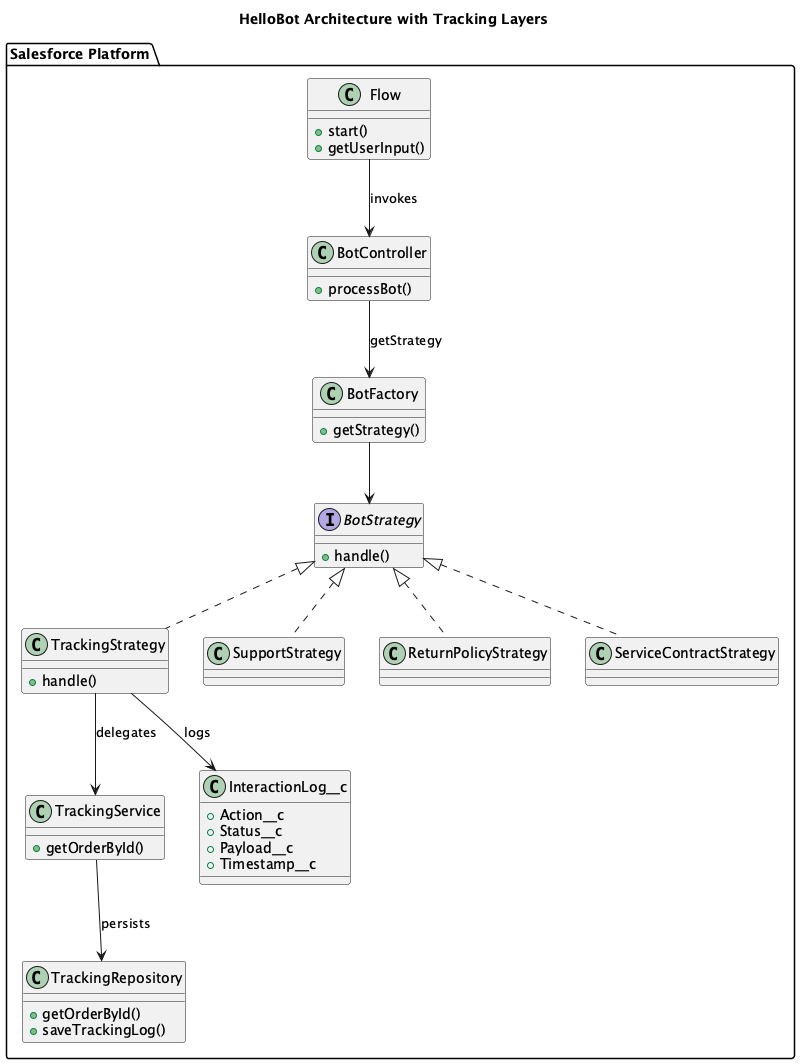 HelloBot Architecture with Tracking Layers
Salesforce Platform
C Flow
start()
getUserInput()
invokes
C BotController
processBot()
getStrategy
C BotFactory
getStrategy()
I BotStrategy
handle()
C TrackingStrategy
handle()
C SupportStrategy
C ReturnPolicyStrategy
C ServiceContractStrategy
delegates
logs
C TrackingService
getOrderById()
C InteractionLog__c
Action__c
Status__c
Payload__c
Timestamp__c
persists
C TrackingRepository
getOrderById()
saveTrackingLog()